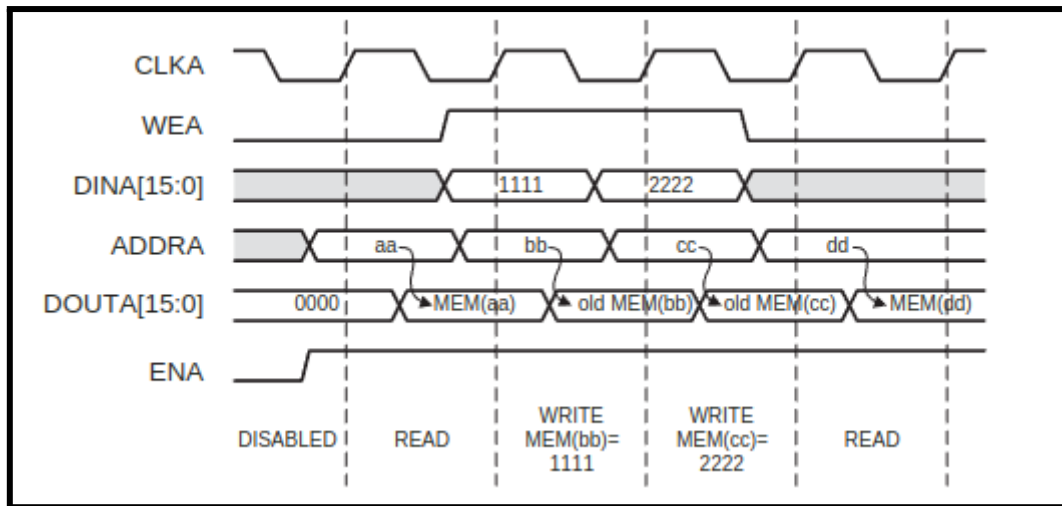 CLKA
WEA
DINA[15:0] 1111 2222
ADDRA aa bb cc dd
DOUTA[15:0] 0000 MEM(aa) old MEM(bb) old MEM(cc) MEM(dd)
ENA
DISABLED READ WRITE MEM(bb)= 1111 WRITE MEM(cc)= 2222 READ